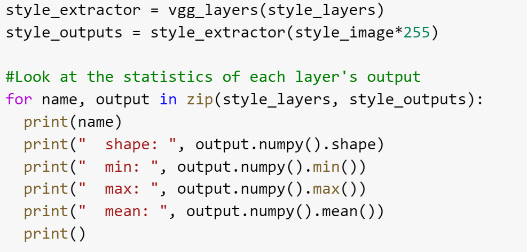 style_extractor = vgg_layers(style_layers)
style_outputs = style_extractor(style_image*255)

#Look at the statistics of each layer's output
for name, output in zip(style_layers, style_outputs):
  print(name)
  print("  shape: ", output.numpy().shape)
  print("  min: ", output.numpy().min())
  print("  max: ", output.numpy().max())
  print("  mean: ", output.numpy().mean())
  print()